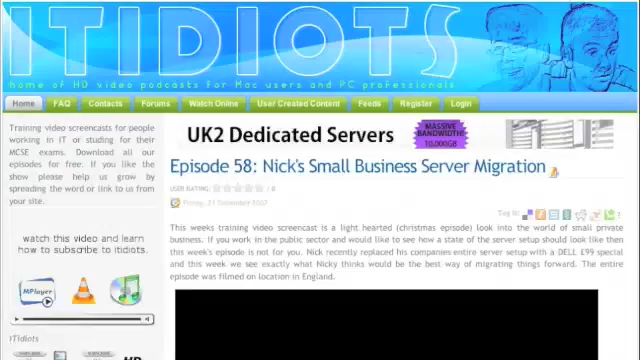 ITIDIOTS
home of HD video podcasts for Mac users and PC professionals
Home FAQ Contacts Forums Watch Online User Created Content Feeds Register Login
Training video screencasts for people
working in IT or studing for their
MCSE exams. Download all our
episodes for free. If you like the
show please help us grow by
spreading the word or link to us from
your site.
watch this video and learn
how to subscribe to itidiots.
MPlayer
ITIdiots
UK2 Dedicated Servers
MASSIVE
BANDWIDTH!
10,000GB
Episode 58: Nick's Small Business Server Migration
USER RATING: / 0
Friday, 21 December 2007
Tag it:
This weeks training video screencast is a light hearted (christmas episode) look into the world of small private
business. If you work in the public sector and would like to see how a state of the server setup should look like then
this week's episode is not for you. Nick recently replaced his companies entire server setup with a DELL £99 special
and this week we see exactly what Nicky thinks would be the best way of migrating things forward. The entire
episode was filmed on location in England.